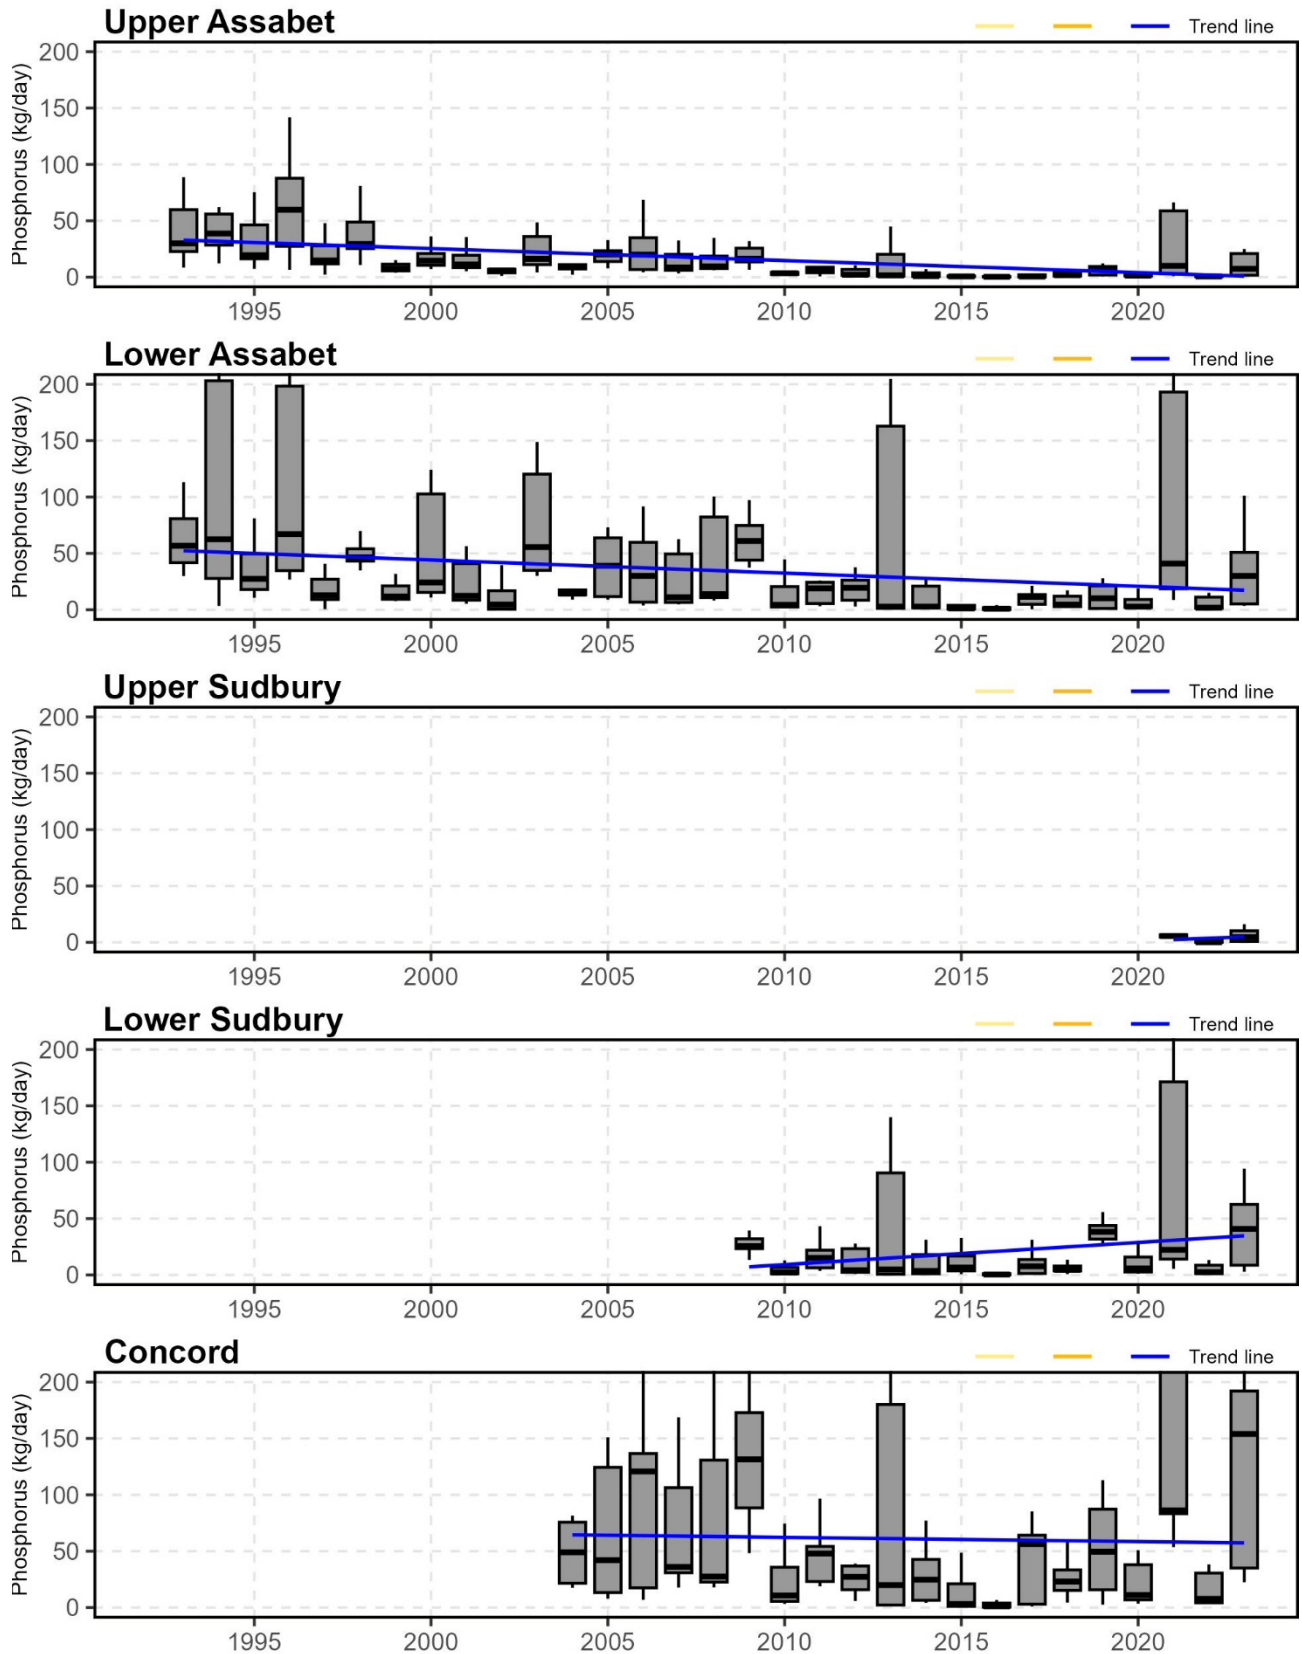 Upper Assabet
Trend line
Phosphorus (kg/day)
200
150
100
50
0
1995 2000 2005 2010 2015 2020
Lower Assabet
Trend line
Phosphorus (kg/day)
200
150
100
50
0
1995 2000 2005 2010 2015 2020
Upper Sudbury
Trend line
Phosphorus (kg/day)
200
150
100
50
0
1995 2000 2005 2010 2015 2020
Lower Sudbury
Trend line
Phosphorus (kg/day)
200
150
100
50
0
1995 2000 2005 2010 2015 2020
Concord
Trend line
Phosphorus (kg/day)
200
150
100
50
0
1995 2000 2005 2010 2015 2020